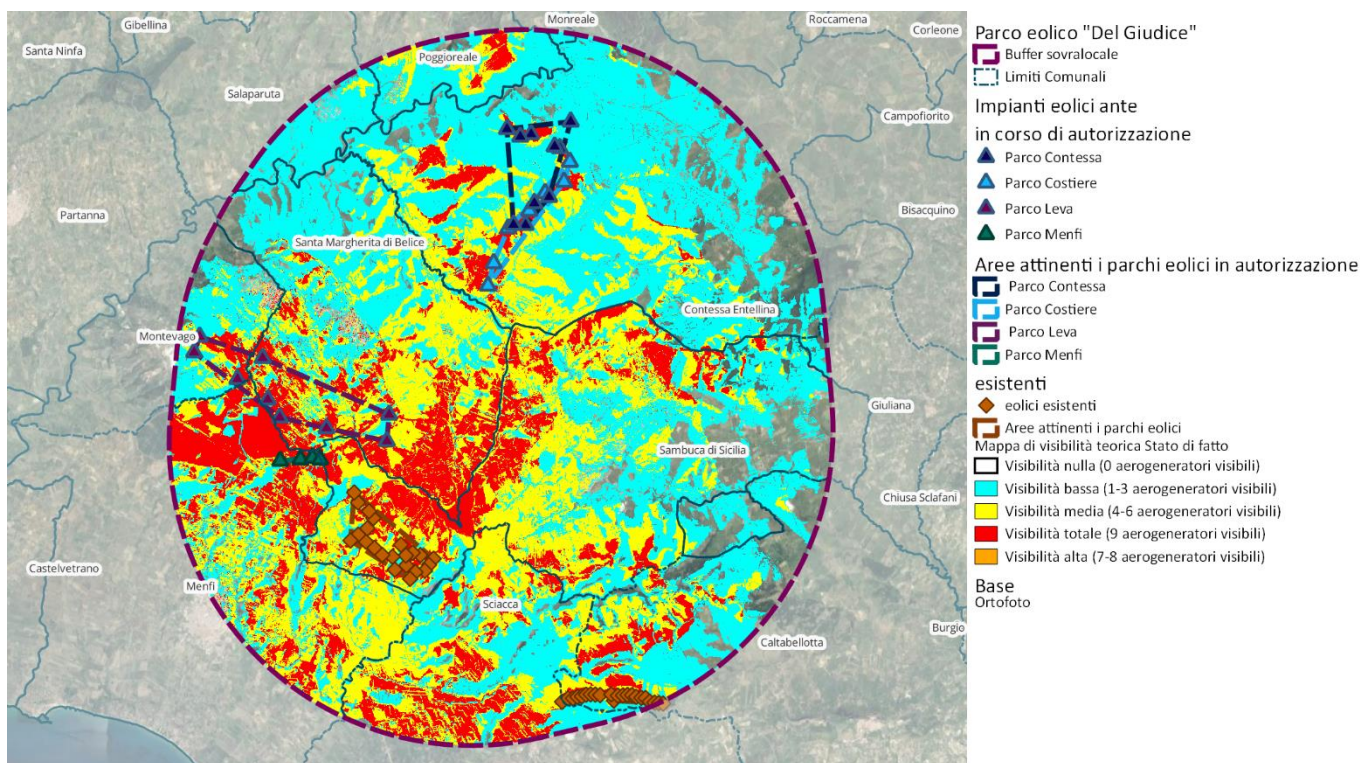 Gibellina
Monreale
Roccamena
Corleone
Santa Ninfa
Poggioreale
Salaparuta
Campofiorito
Partanna
Bisacquino
Santa Margherita di Belice
Contessa Entellina
Montevago
Giuliana
Sambuca di Sicilia
Chiusa Sclafani
Castelvetrano
Menfi
Sciacca
Burgio
Caltabellotta
Parco eolico "Del Giudice"
Buffer sovralocale
Limiti Comunali
Impianti eolici ante
in corso di autorizzazione
Parco Contessa
Parco Costiere
Parco Leva
Parco Menfi
Aree attinenti i parchi eolici in autorizzazione
Parco Contessa
Parco Costiere
Parco Leva
Parco Menfi
esistenti
eolici esistenti
Aree attinenti i parchi eolici
Mappa di visibilità teorica Stato di fatto
Visibilità nulla (0 aerogeneratori visibili)
Visibilità bassa (1-3 aerogeneratori visibili)
Visibilità media (4-6 aerogeneratori visibili)
Visibilità totale (9 aerogeneratori visibili)
Visibilità alta (7-8 aerogeneratori visibili)
Base
Ortofoto